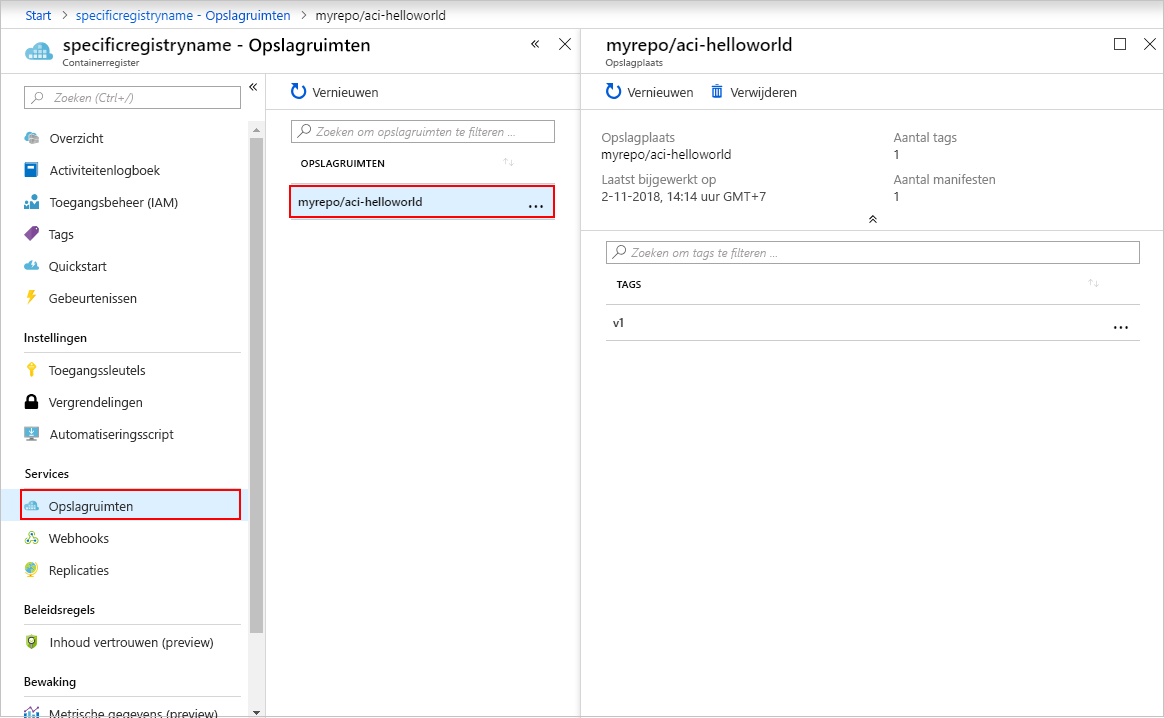 Start > specificregistryname - Opslagruimten > myrepo/aci-helloworld
specificregistryname - Opslagruimten
Containerregister
Zoeken (Ctrl+/)
Overzicht
Activiteitenlogboek
Toegangsbeheer (IAM)
Tags
Quickstart
Gebeurtenissen
Instellingen
Toegangssleutels
Vergrendelingen
Automatiseringsscript
Services
Opslagruimten
Webhooks
Replicaties
Beleidsregels
Inhoud vertrouwen (preview)
Bewaking
Metrische gegevens (preview)
Vernieuwen
Zoeken om opslagruimten te filteren ...
OPSLAGRUIMTEN
myrepo/aci-helloworld ...
myrepo/aci-helloworld
Opslagplaats
Vernieuwen Verwijderen
Opslagplaats
myrepo/aci-helloworld
Laatst bijgewerkt op
2-11-2018, 14:14 uur GMT+7
Aantal tags
1
Aantal manifesten
1
Zoeken om tags te filteren ...
TAGS
v1 ...